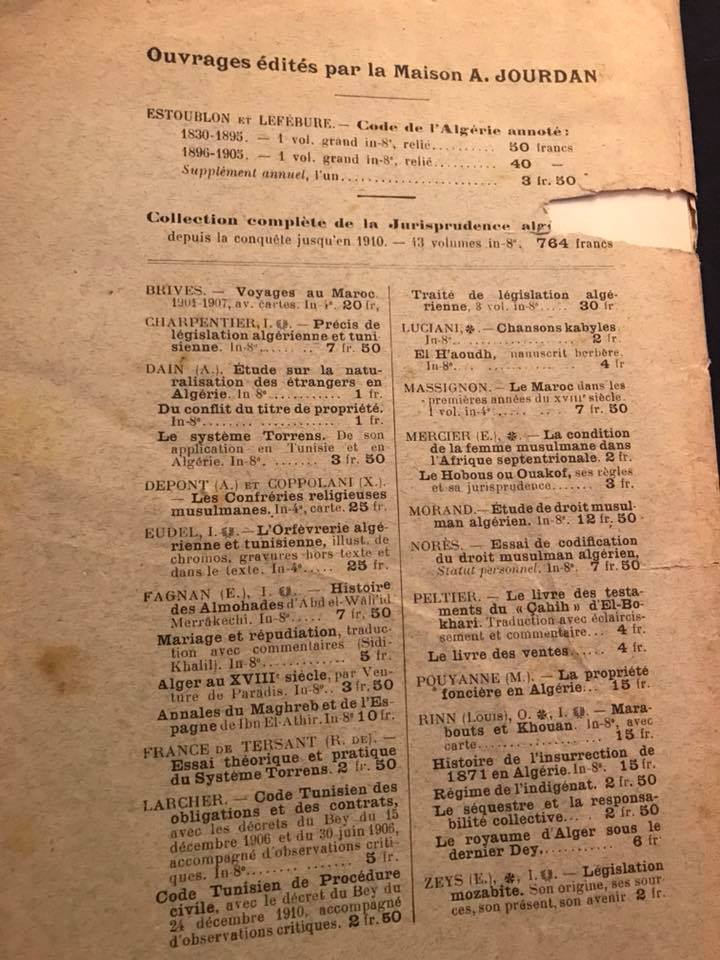 Ouvrages édités par la Maison A. JOURDAN
ESTOUBLON ET LEFÉBURE. — Code de l'Algérie annoté :
1830-1895. — 1 vol. grand in-8°, relié.......... 50 francs
1896-1905. — 1 vol. grand in-8°, relié.......... 40 —
Supplément annuel, l'un........................ 3 fr. 50
Collection complète de la Jurisprudence
depuis la conquête jusqu'en 1910. — 13 volumes in-8°. 764 francs
BRIVES. — Voyages au Maroc.
1901-1907, av. cartes. In-4°. 20 fr.
CHARPENTIER, I. — Précis de
législation algérienne et tuni-
sienne. In-8°......... 7 fr. 50
DAIN (A.), Étude sur la natu-
ralisation des étrangers en
Algérie. In 8°........... 1 fr.
Du conflit du titre de propriété.
In-8°................. 1 fr.
Le système Torrens. De son
application en Tunisie et en
Algérie. In-8°. ....... 3 fr. 50
DEPONT (A.) ET COPPOLANI (X.).
— Les Confréries religieuses
musulmanes. In-4°, carte. 25 fr.
EUDEL, I. — L'Orfèvrerie algé-
rienne et tunisienne, illust. de
chromos, gravures hors texte et
dans le texte. In-4°..... 25 fr.
FAGNAN (E.), I. — Histoire
des Almohades d'Abd el-Wâh'id
Merrâkechi. In-8°..... 7 fr. 50
Mariage et répudiation, traduc-
tion avec commentaires (Sidi-
Khalil). In-8°............ 5 fr.
Alger au XVIIIe siècle, par Ven-
ture de Paradis. In-8°.. 3 fr. 50
Annales du Maghreb et de l'Es-
pagne de Ibn El-Athir. In-8° 10 fr.
FRANCE DE TERSANT (R. DE). —
Essai théorique et pratique
du Système Torrens. 2 fr. 50
LARCHER. — Code Tunisien des
obligations et des contrats,
avec les décrets du Bey du 15
décembre 1906 et du 30 juin 1906,
accompagné d'observations criti-
ques. In-8°............. 5 fr.
Code Tunisien de Procédure
civile, avec le décret du Bey du
24 décembre 1910, accompagné
d'observations critiques. 2 fr. 50
Traité de législation algé-
rienne, 3 vol. in-8°...... 30 fr.
LUCIANI, — Chansons kabyles.
In-8°................... 2 fr.
El H'aoudh, manuscrit berbère.
In-8°................... 4 fr
MASSIGNON. — Le Maroc dans les
premières années du XVIIIe siècle.
1 vol. in-4°........... 7 fr. 50
MERCIER (E.), — La condition
de la femme musulmane dans
l'Afrique septentrionale. 2 fr.
Le Hobous ou Ouakof, ses règles
et sa jurisprudence...... 3 fr.
MORAND. — Étude de droit musul-
man algérien. In-8°. 12 fr. 50
NORÈS. — Essai de codification
du droit musulman algérien,
Statut personnel. In-8°. 7 fr. 50
PELTIER. — Le livre des testa-
ments du « Çahih » d'El-Bo-
khari. Traduction avec éclaircis-
sement et commentaire... 4 fr.
Le livre des ventes..... 4 fr.
POUYANNE (M.). — La propriété
foncière en Algérie... 15 fr.
RINN (Louis), O. I. — Mara-
bouts et Khouan. In-8°, avec
carte................. 15 fr.
Histoire de l'insurrection de
1871 en Algérie. In-8°. 15 fr.
Régime de l'indigénat. 2 fr. 50
Le séquestre et la responsa-
bilité collective... 2 fr. 50
Le royaume d'Alger sous le
dernier Dey............ 6 fr.
ZEYS (E.), I. — Législation
mozabite. Son origine, ses sour-
ces, son présent, son avenir. 2 fr.